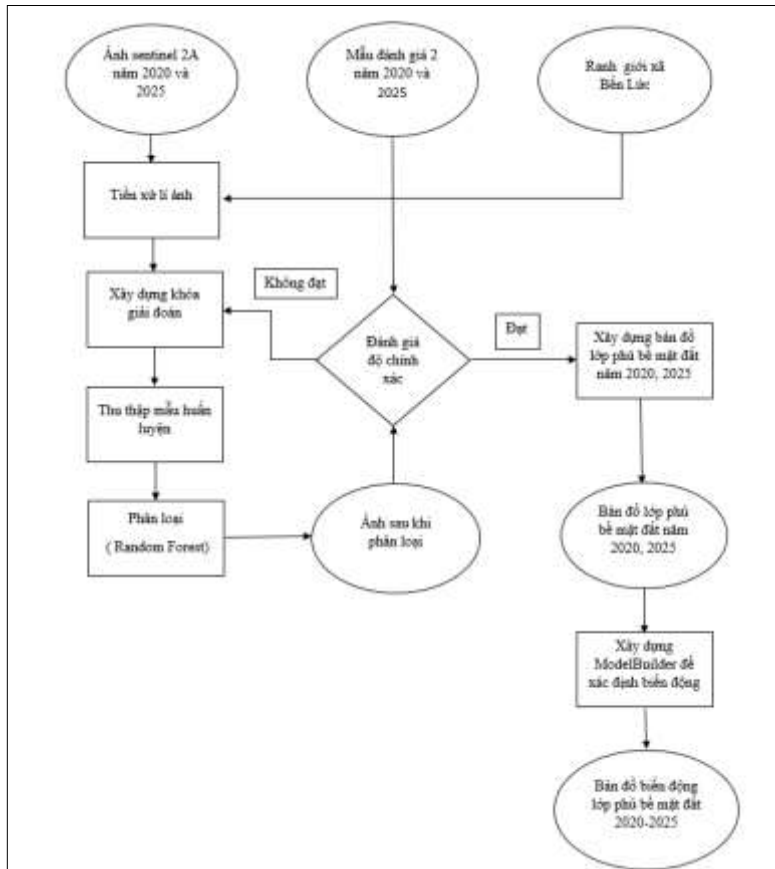 Ảnh sentinel 2A
năm 2020 và
2025
Mẫu đánh giá 2
năm 2020 và
2025
Ranh giới xã
Bến Lức
Tiền xử lí ảnh
Xây dựng khóa
giải đoán
Không đạt
Đánh giá
độ chính
xác
Đạt
Xây dựng bản đồ
lớp phủ bề mặt đất
năm 2020, 2025
Thu thập mẫu huấn
luyện
Phân loại
( Random Forest)
Ảnh sau khi
phân loại
Bản đồ lớp phủ
bề mặt đất năm
2020, 2025
Xây dựng
ModelBuilder để
xác định biến động
Bản đồ biến động
lớp phủ bề mặt đất
2020-2025